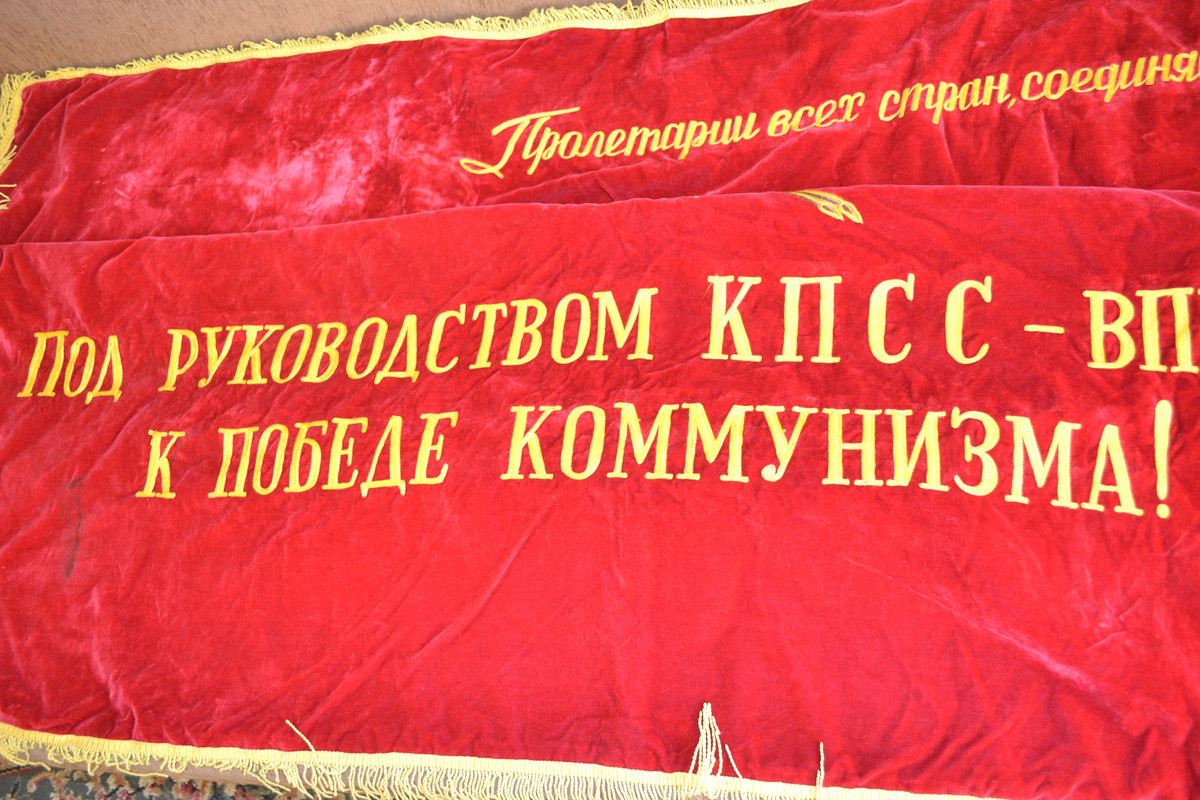 Пролетарии всех стран, соединя
Под руководством КПСС – ВП
к победе КОММУНИЗМА!